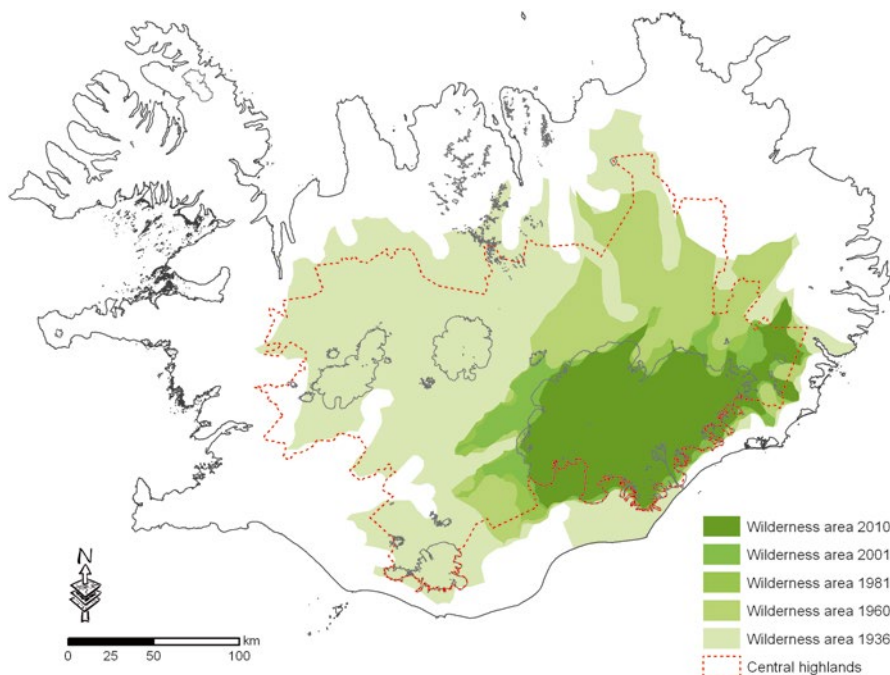 N
0 50 100
km
Wilderness area 2010
Wilderness area 2001
Wilderness area 1981
Wilderness area 1960
Wilderness area 1936
Central highlands